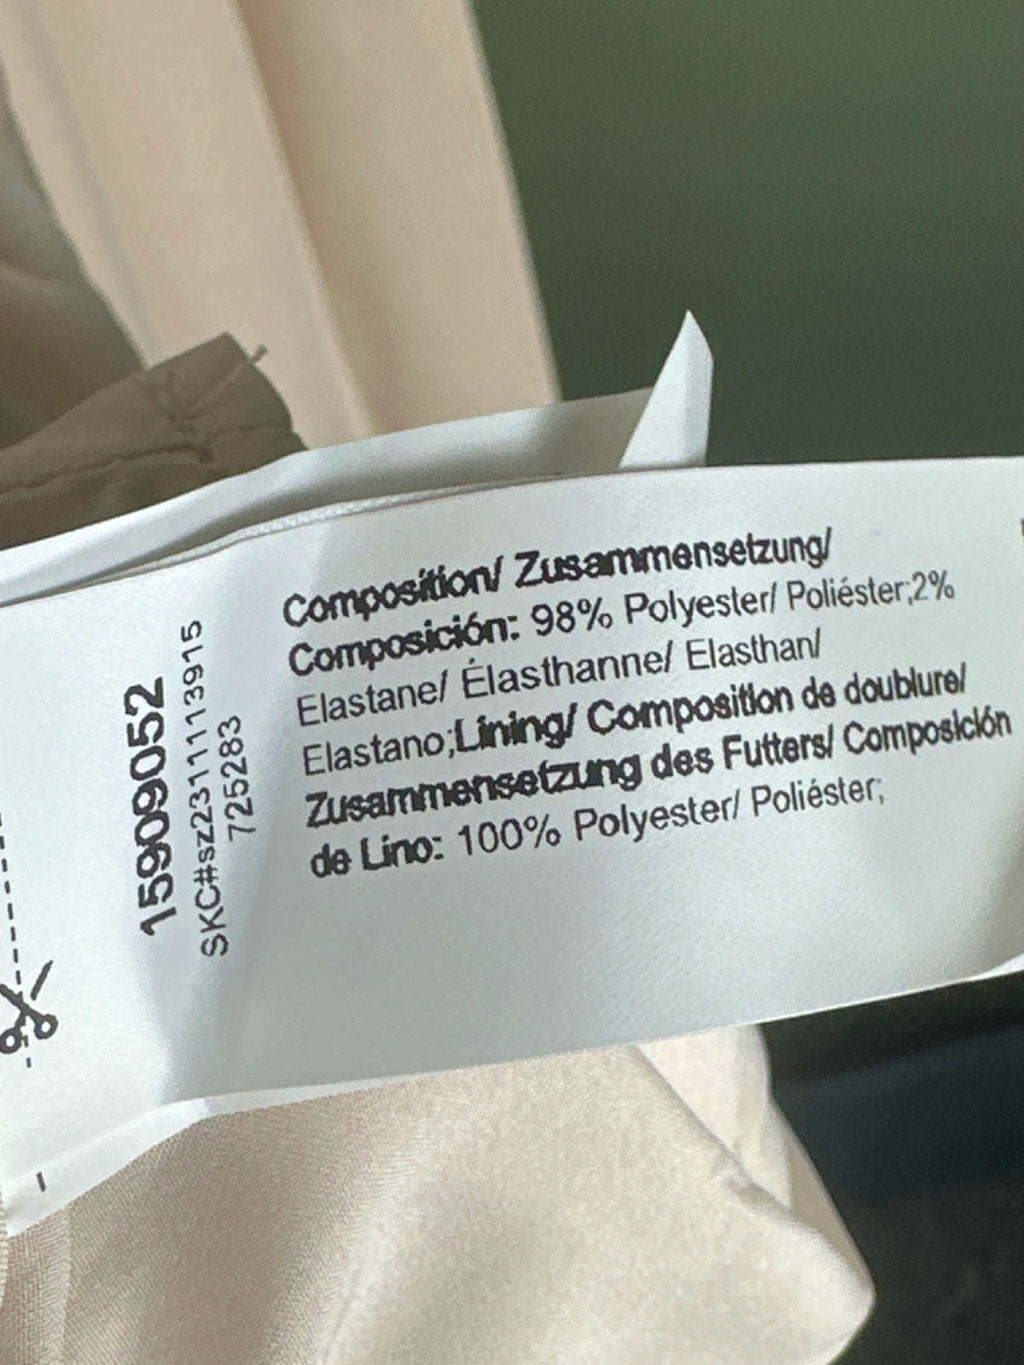 Composition/ Zusammensetzung/
Composición: 98% Polyester/ Poliéster;2%
Elastane/ Élasthanne/ Elasthan/
Elastano;Lining/ Composition de doublure/
Zusammensetzung des Futters/ Composición
de Lino: 100% Polyester/ Poliéster;
15909052
SKC#sz2311113915
725283